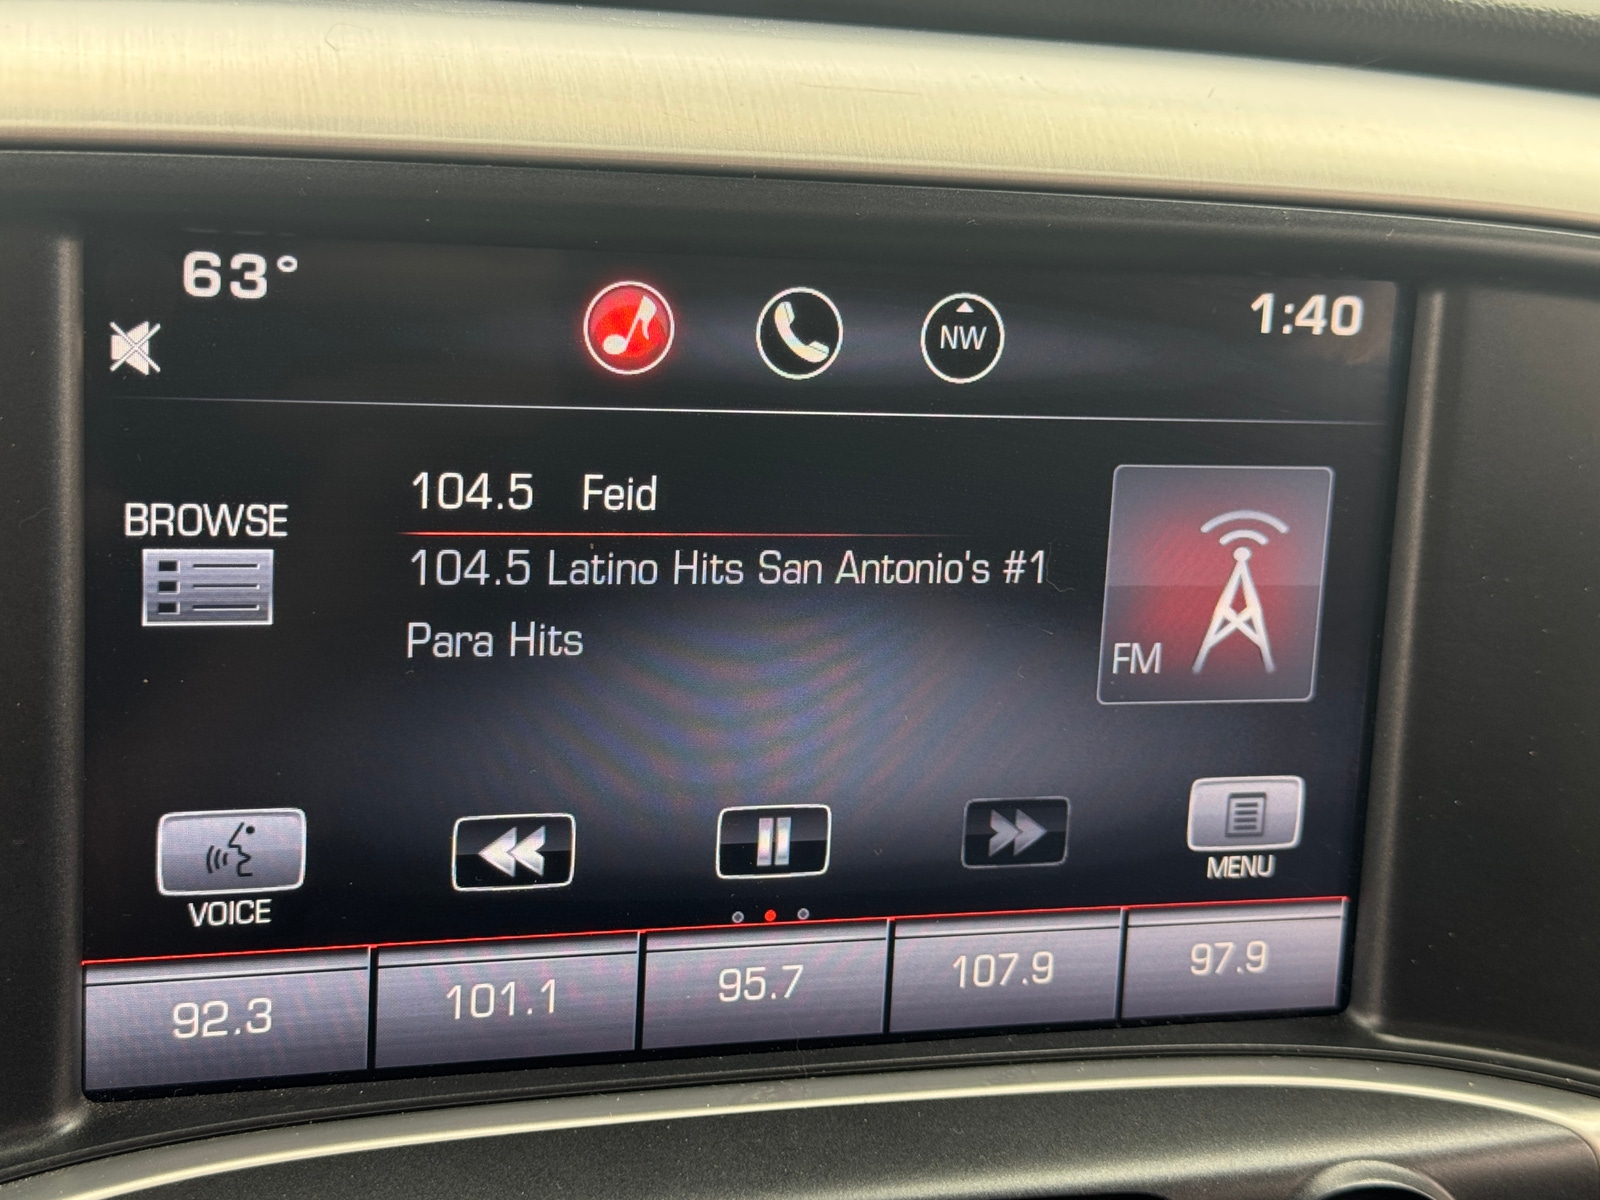 63°
NW
1:40
BROWSE
104.5 Feid
104.5 Latino Hits San Antonio's #1
Para Hits
FM
VOICE
MENU
92.3
101.1
95.7
107.9
97.9